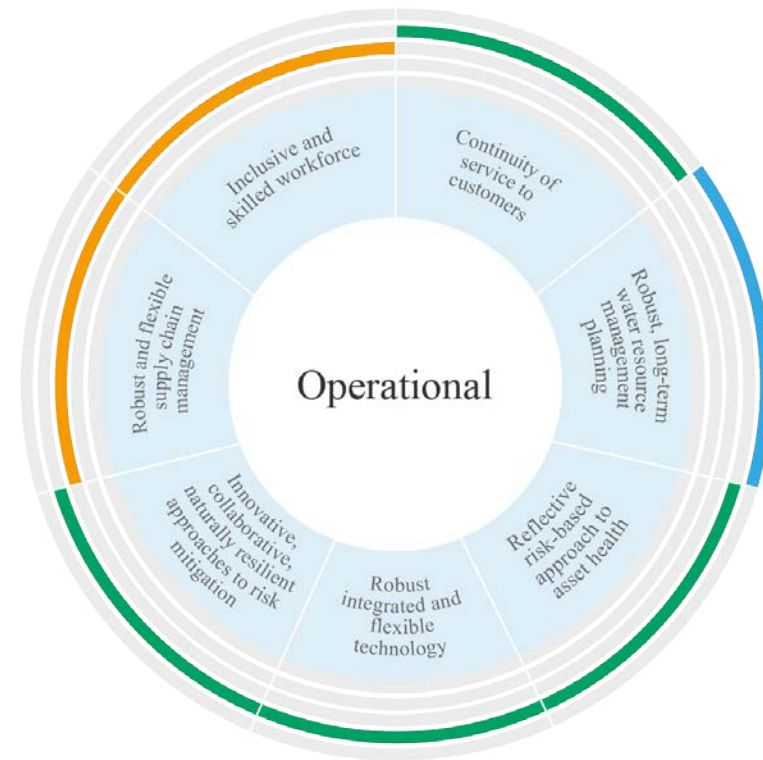 Operational
Continuity of
service to
customers
Robust, long-term
water resource
management
planning
Reflective
risk-based
approach to
asset health
Robust
integrated and
flexible
technology
Innovative,
collaborative,
naturally resilient
approaches to risk
mitigation
Robust and flexible
supply chain
management
Inclusive and
skilled workforce